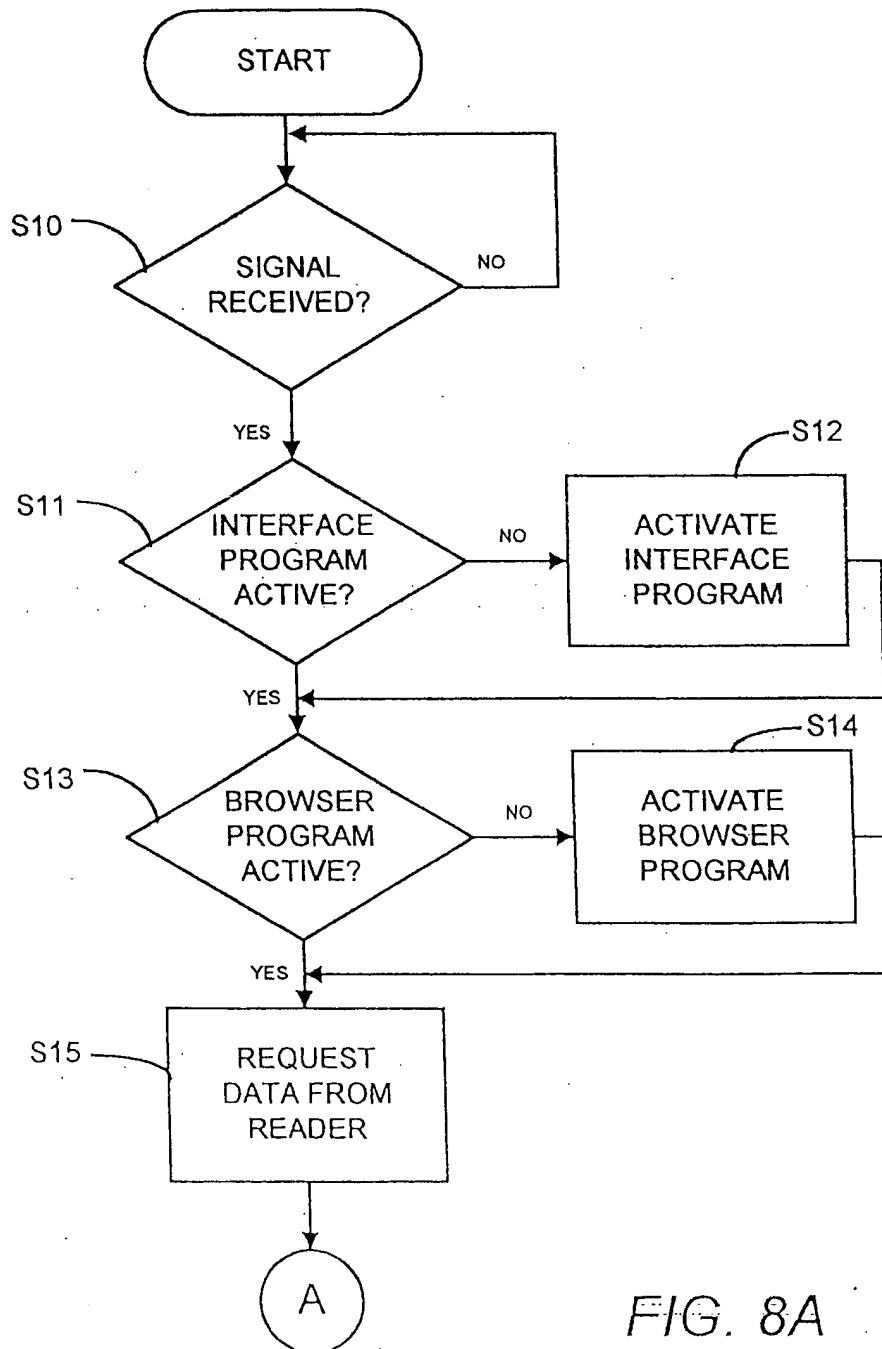 START
S10
SIGNAL
RECEIVED?
NO
YES
S11
INTERFACE
PROGRAM
ACTIVE?
NO
S12
ACTIVATE
INTERFACE
PROGRAM
YES
S13
BROWSER
PROGRAM
ACTIVE?
NO
S14
ACTIVATE
BROWSER
PROGRAM
YES
S15
REQUEST
DATA FROM
READER
A
FIG. 8A